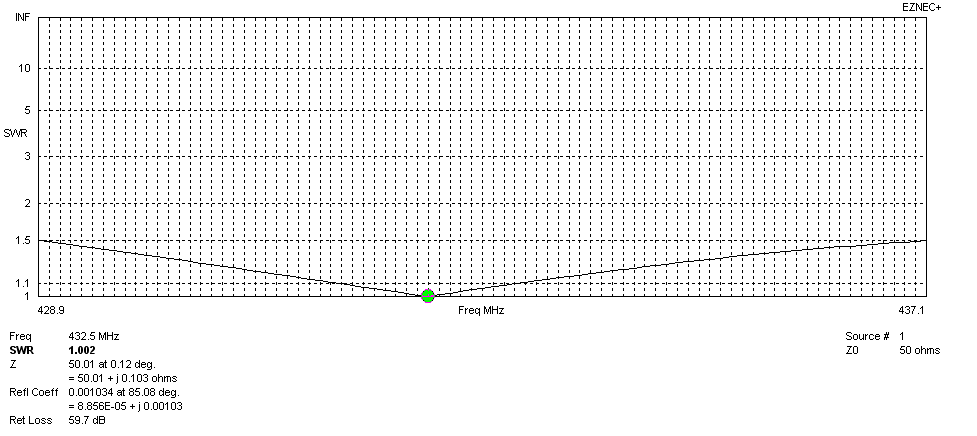 EZNEC+
INF
10
5
SWR
3
2
1.5
1.1
1
428.9 Freq MHz 437.1
Freq 432.5 MHz Source # 1
SWR 1.002 Z0 50 ohms
Z 50.01 at 0.12 deg.
= 50.01 + j 0.103 ohms
Refl Coeff 0.001034 at 85.08 deg.
= 8.856E-05 + j 0.00103
Ret Loss 59.7 dB